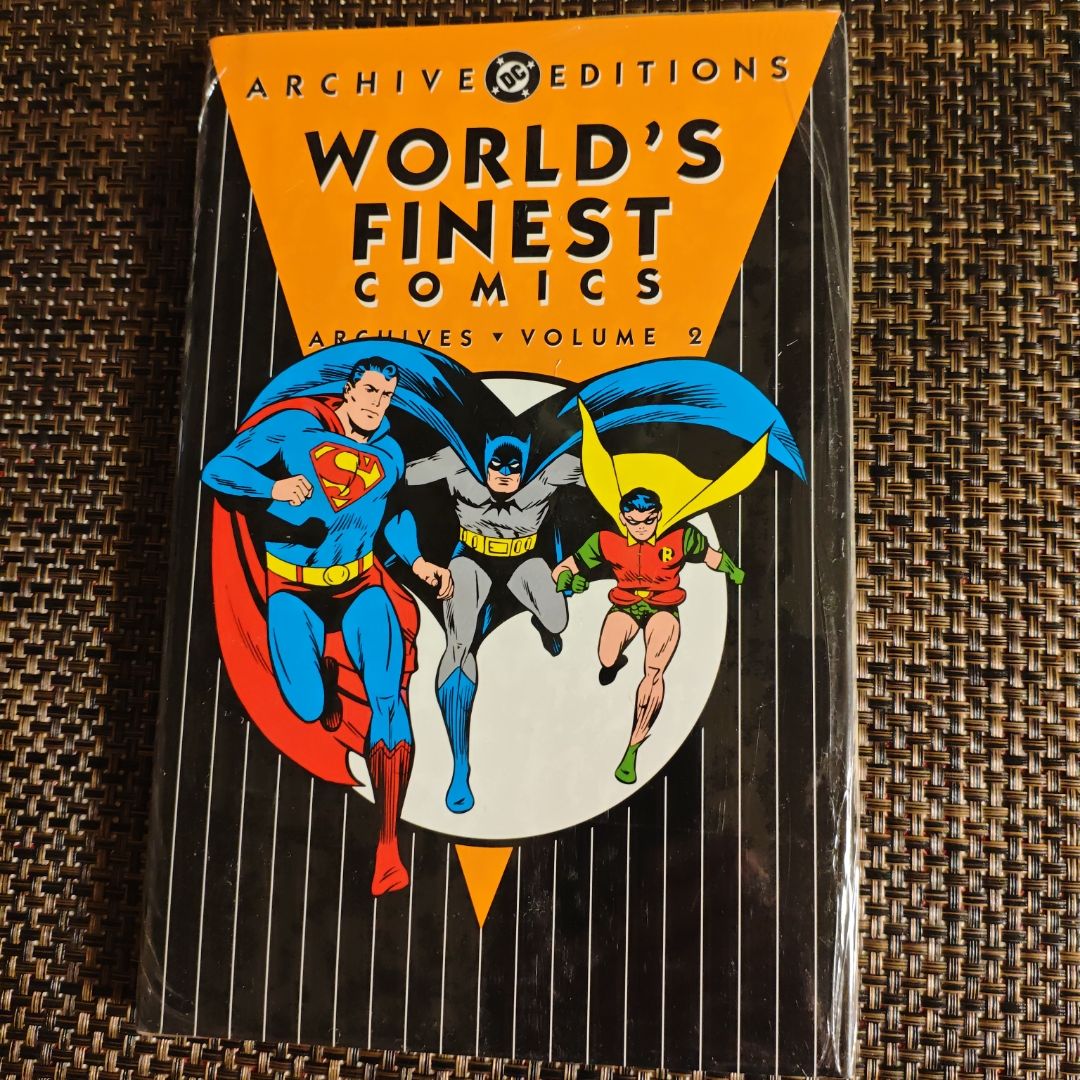 ARCHIVE DC EDITIONS
WORLD'S
FINEST
COMICS
ARCHIVES ▾ VOLUME 2
S
R